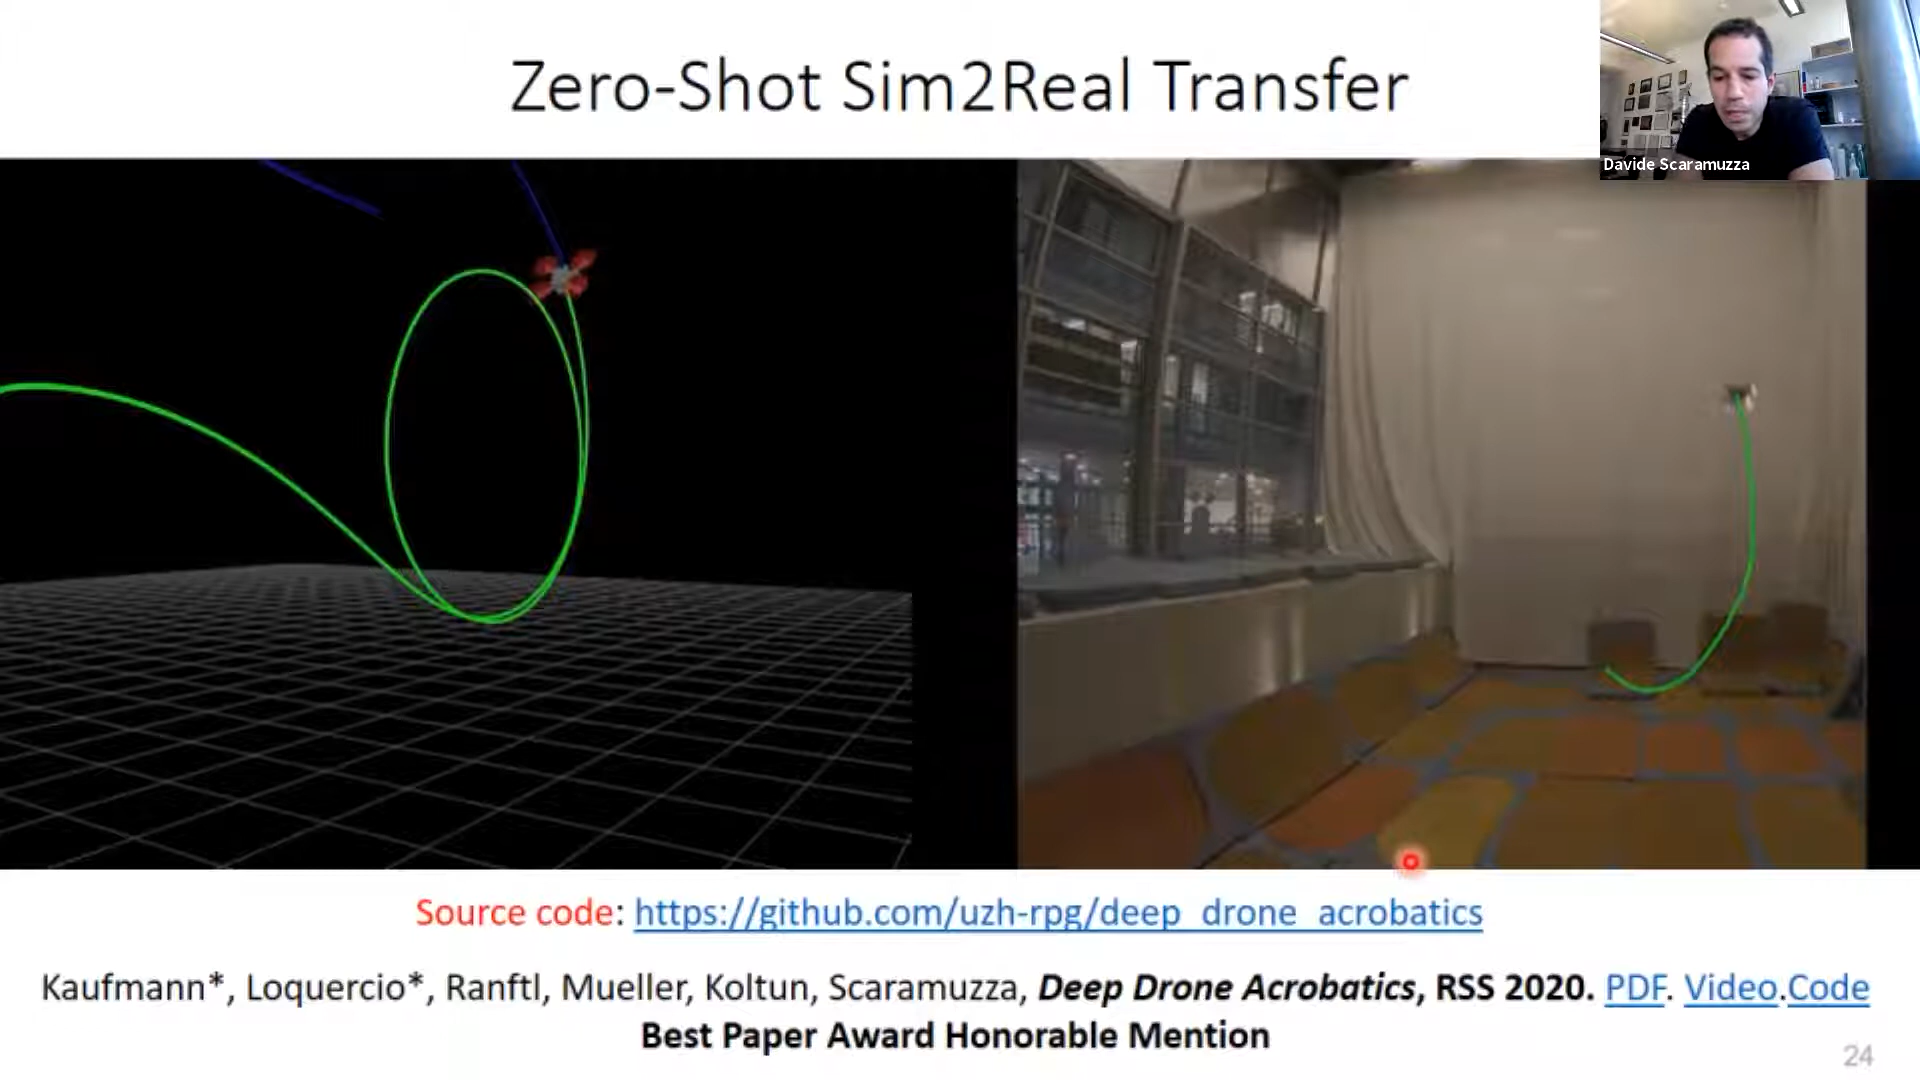 Zero-Shot Sim2Real Transfer
Davide Scaramuzza
Source code: https://github.com/uzh-rpg/deep_drone_acrobatics
Kaufmann*, Loquercio*, Ranftl, Mueller, Koltun, Scaramuzza, Deep Drone Acrobatics, RSS 2020. PDF. Video.Code
Best Paper Award Honorable Mention
24